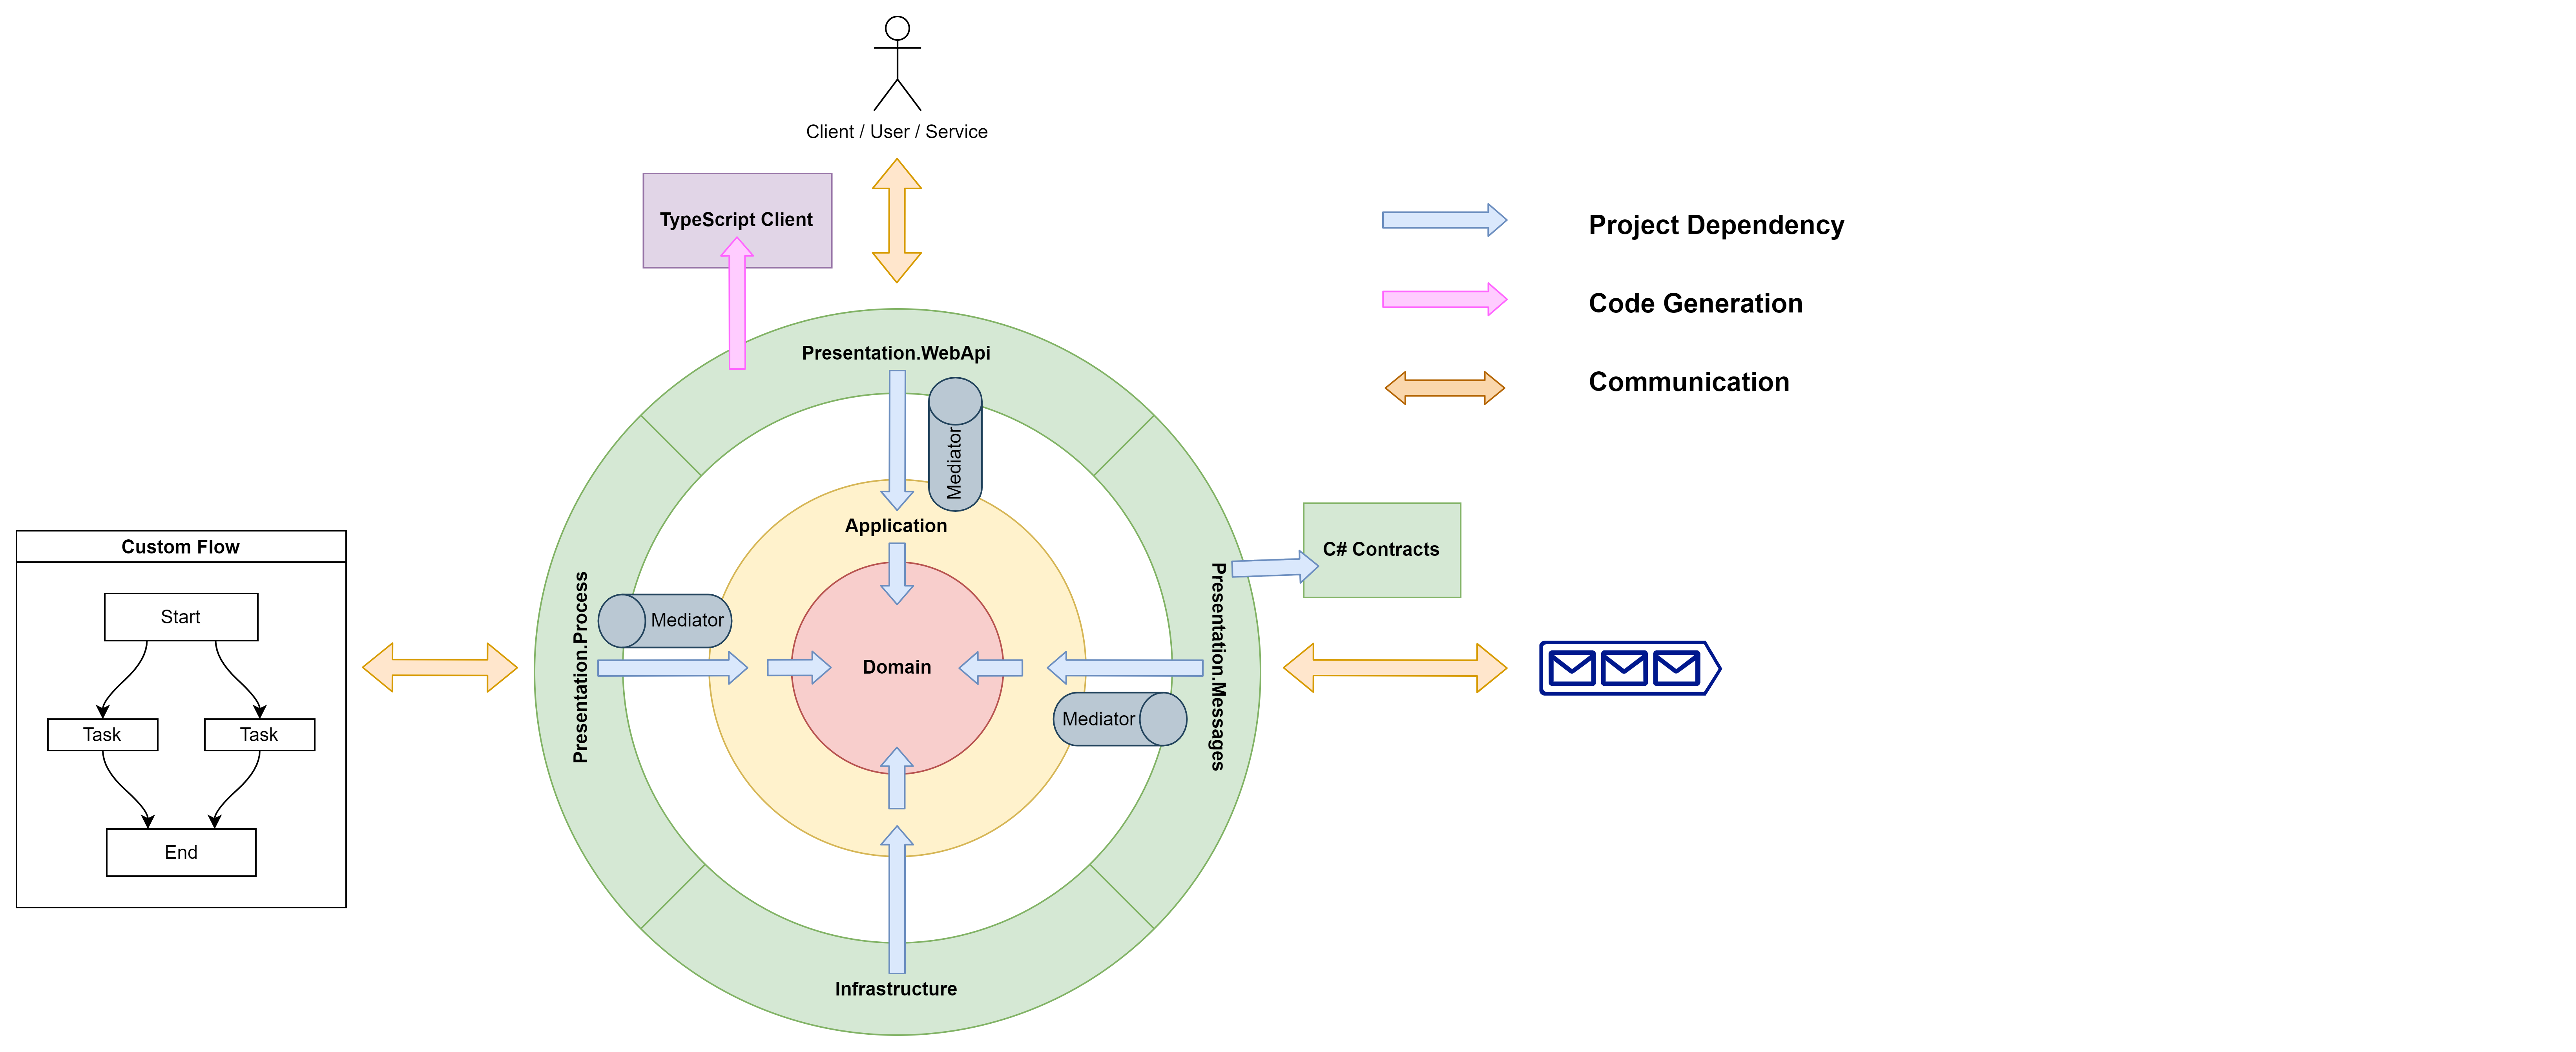 Client / User / Service
TypeScript Client
Project Dependency
Code Generation
Communication
Presentation.WebApi
Mediator
Application
Custom Flow
Start
Task
Task
End
Presentation.Process
Mediator
Domain
Mediator
Presentation.Messages
C# Contracts
Infrastructure